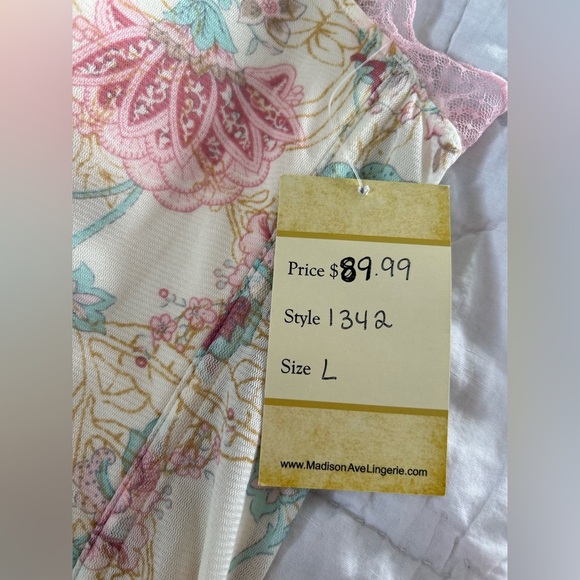 Price $89.99
Style 1342
Size L
www.MadisonAveLingerie.com